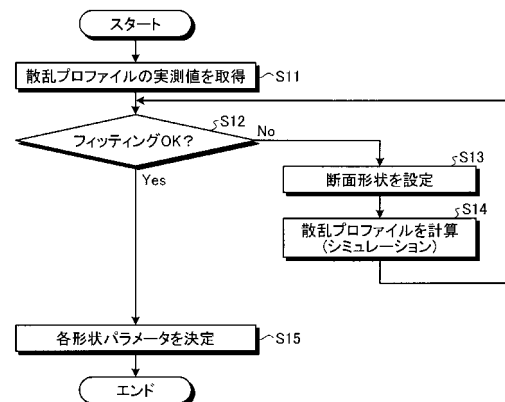 スタート
散乱プロファイルの実測値を取得
S11
フィッティングOK?
S12
No
Yes
断面形状を設定
S13
散乱プロファイルを計算
(シミュレーション)
S14
各形状パラメータを決定
S15
エンド